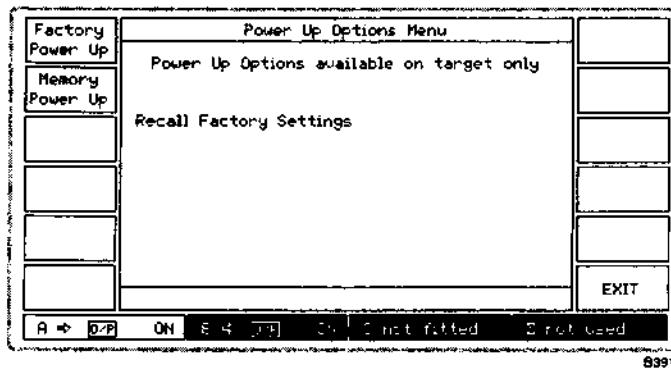 Factory
Power Up
Power Up Options Menu
Memory
Power Up
Power Up Options available on target only
Recall Factory Settings
EXIT
A ⇨ O/P ON
C not fitted
D not used